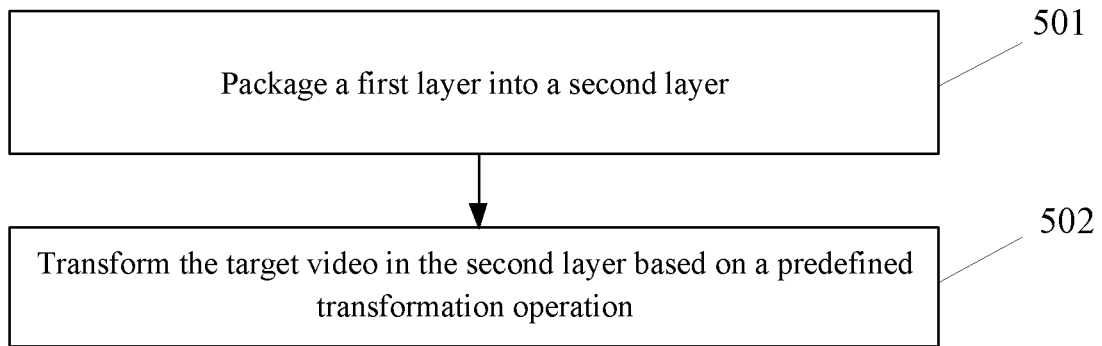 501
Package a first layer into a second layer
502
Transform the target video in the second layer based on a predefined
transformation operation